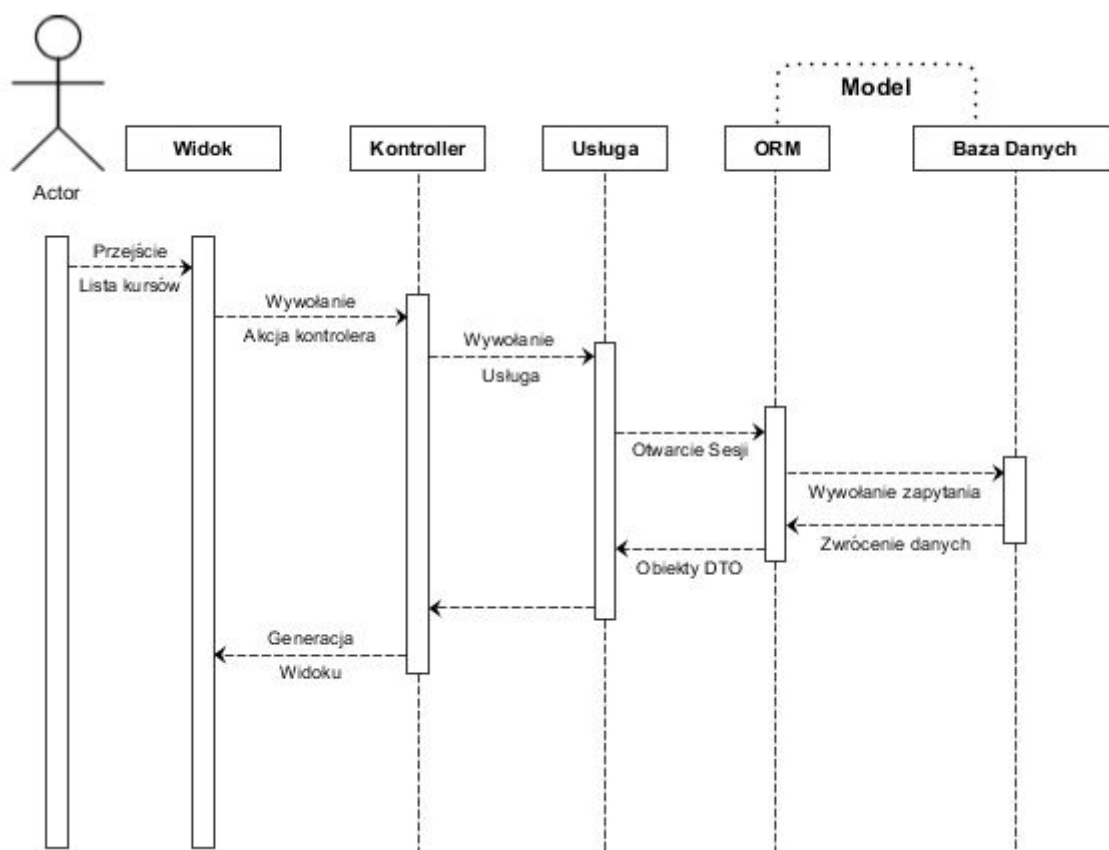 Model
Widok
Kontroller
Usługa
ORM
Baza Danych
Actor
Przejście
Lista kursów
Wywołanie
Akcja kontrolera
Wywołanie
Usługa
Otwarcie Sesji
Wywołanie zapytania
Zwrócenie danych
Obiekty DTO
Generacja
Widoku